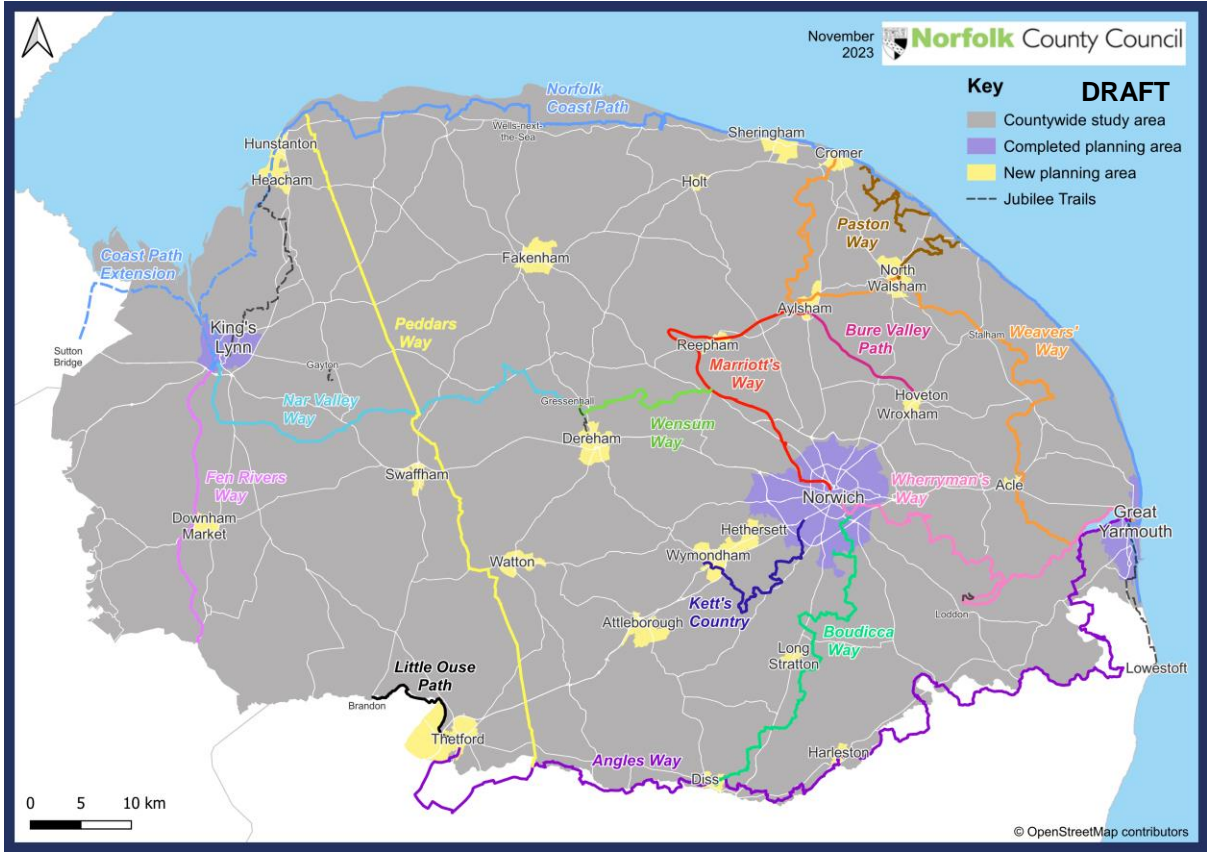 November
2023
Norfolk County Council
Key
DRAFT
Countywide study area
Completed planning area
New planning area
Jubilee Trails
Norfolk
Coast Path
Wells-next-
the-Sea
Hunstanton
Heacham
Sheringham
Cromer
Holt
Paston
Way
Coast Path
Extension
Fakenham
North
Walsham
Aylsham
King's
Lynn
Peddars
Way
Bure Valley
Path
Stalham
Weavers'
Way
Sutton
Bridge
Reepham
Gayton
Marriott's
Way
Nar Valley
Way
Gressenhall
Hoveton
Wroxham
Wensum
Way
Dereham
Fen Rivers
Way
Swaffham
Norwich
Wherryman's
Way
Acle
Great
Yarmouth
Downham
Market
Hethersett
Wymondham
Watton
Kett's
Country
Loddon
Attleborough
Boudicca
Way
Long
Stratton
Little Ouse
Path
Lowestoft
Brandon
Thetford
Harleston
Angles Way
Diss
0 5 10 km
© OpenStreetMap contributors